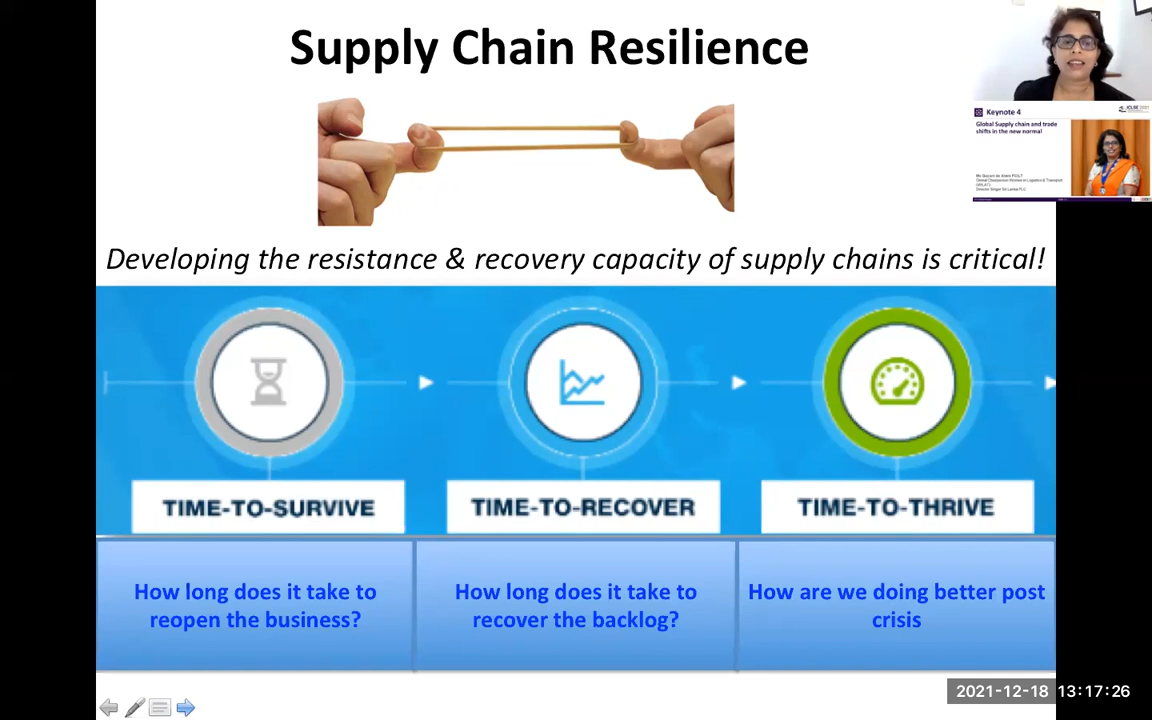 Supply Chain Resilience
Keynote 4
Global Supply chain and trade
shifts in the new normal
Developing the resistance & recovery capacity of supply chains is critical!
TIME-TO-SURVIVE
TIME-TO-RECOVER
TIME-TO-THRIVE
How long does it take to
reopen the business?
How long does it take to
recover the backlog?
How are we doing better post
crisis
2021-12-18 13:17:26